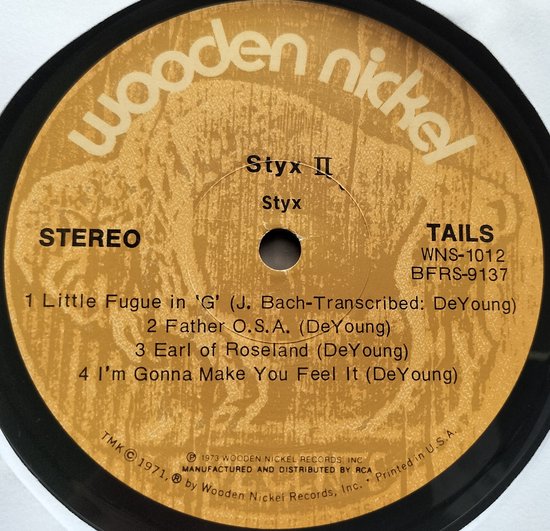 wooden nickel
Styx II
Styx
STEREO
TAILS
WNS-1012
BFRS-9137
1 Little Fugue in 'G' (J. Bach-Transcribed: DeYoung)
2 Father O.S.A. (DeYoung)
3 Earl of Roseland (DeYoung)
4 I'm Gonna Make You Feel It (DeYoung)
℗ 1973 WOODEN NICKEL RECORDS INC
MANUFACTURED AND DISTRIBUTED BY RCA
TMK © 1971, ® by Wooden Nickel Records, Inc. • Printed in U.S.A.